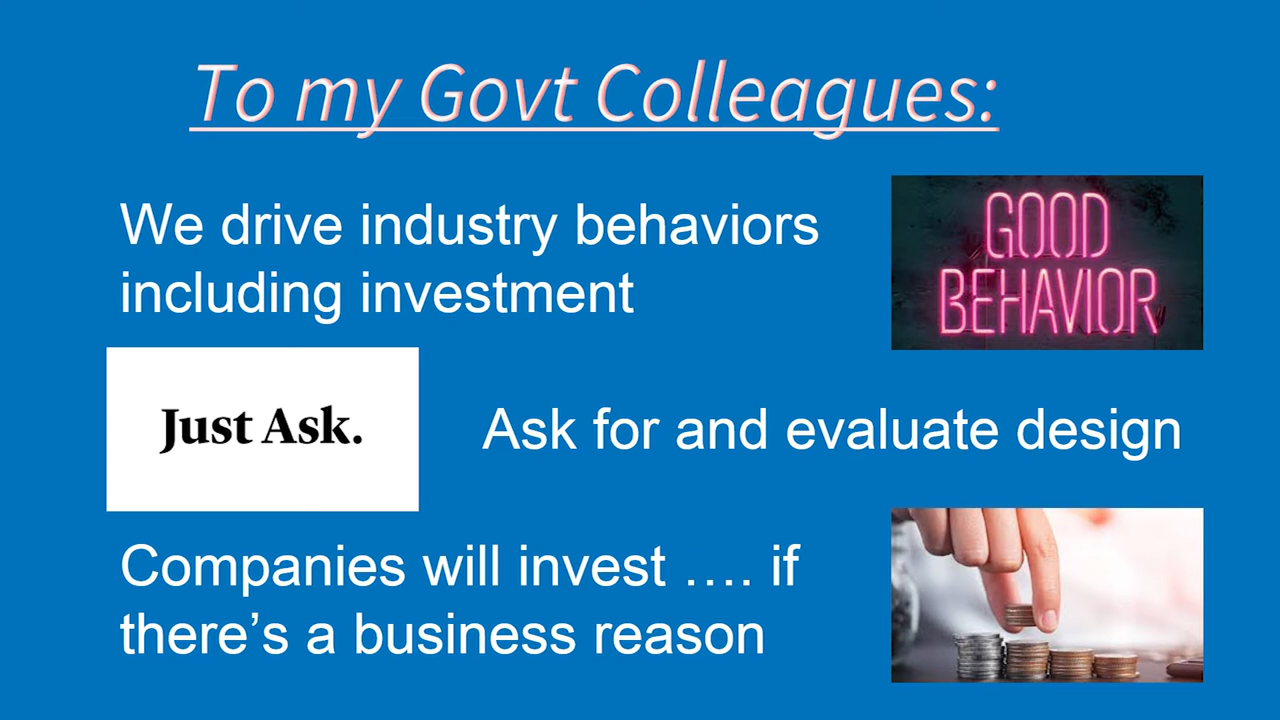 To my Govt Colleagues:
We drive industry behaviors
including investment
GOOD
BEHAVIOR
Just Ask.
Ask for and evaluate design
Companies will invest …. if
there’s a business reason